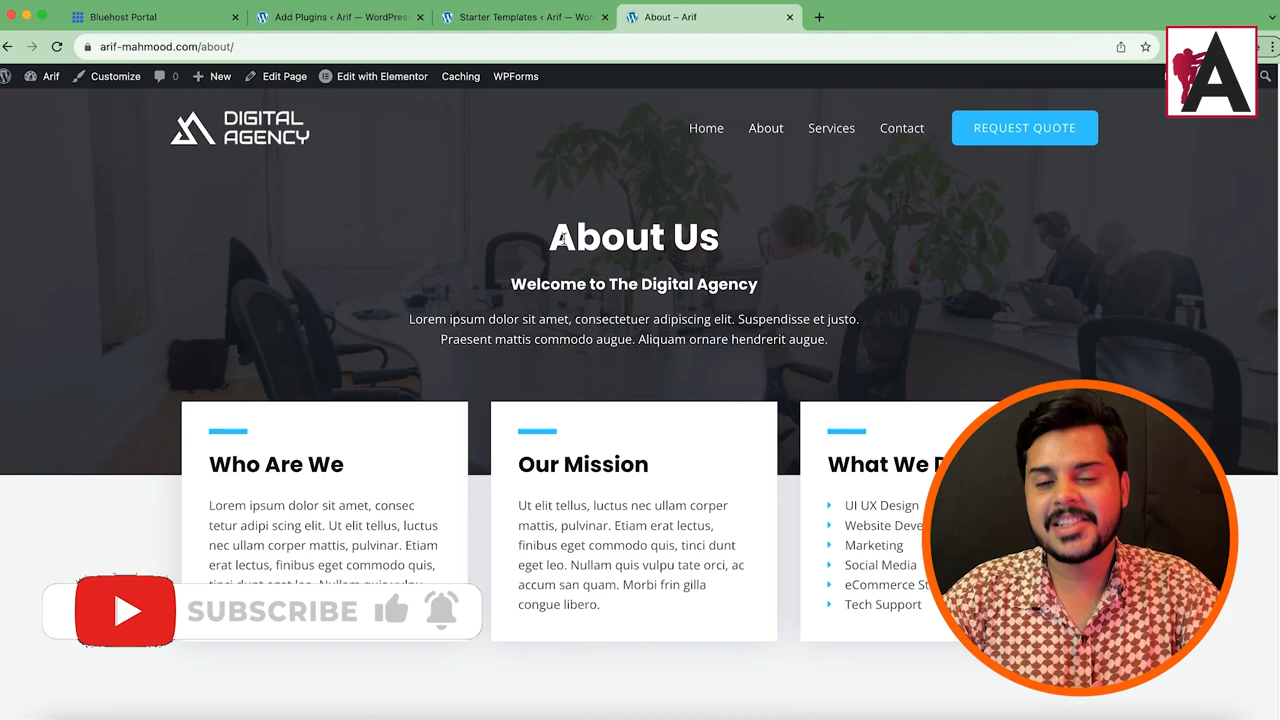 Bluehost Portal
Add Plugins ‹ Arif — WordPres
Starter Templates ‹ Arif — Wor
About – Arif
arif-mahmood.com/about/
Arif
Customize
0
New
Edit Page
Edit with Elementor
Caching
WPForms
A
DIGITAL
AGENCY
Home
About
Services
Contact
REQUEST QUOTE
About Us
Welcome to The Digital Agency
Lorem ipsum dolor sit amet, consectetuer adipiscing elit. Suspendisse et justo.
Praesent mattis commodo augue. Aliquam ornare hendrerit augue.
Who Are We
Lorem ipsum dolor sit amet, consec
tetur adipi scing elit. Ut elit tellus, luctus
nec ullam corper mattis, pulvinar. Etiam
erat lectus, finibus eget commodo quis,
Our Mission
Ut elit tellus, luctus nec ullam corper
mattis, pulvinar. Etiam erat lectus,
finibus eget commodo quis, tinci dunt
eget leo. Nullam quis vulpu tate orci, ac
accum san quam. Morbi frin gilla
congue libero.
What We
UI UX Design
Website Deve
Marketing
Social Media
eCommerce St
Tech Support
SUBSCRIBE